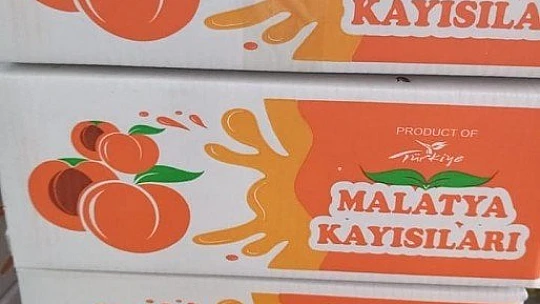 KAYISILA
PRODUCT OF
Türkiye
MALATYA
KAYISILARI